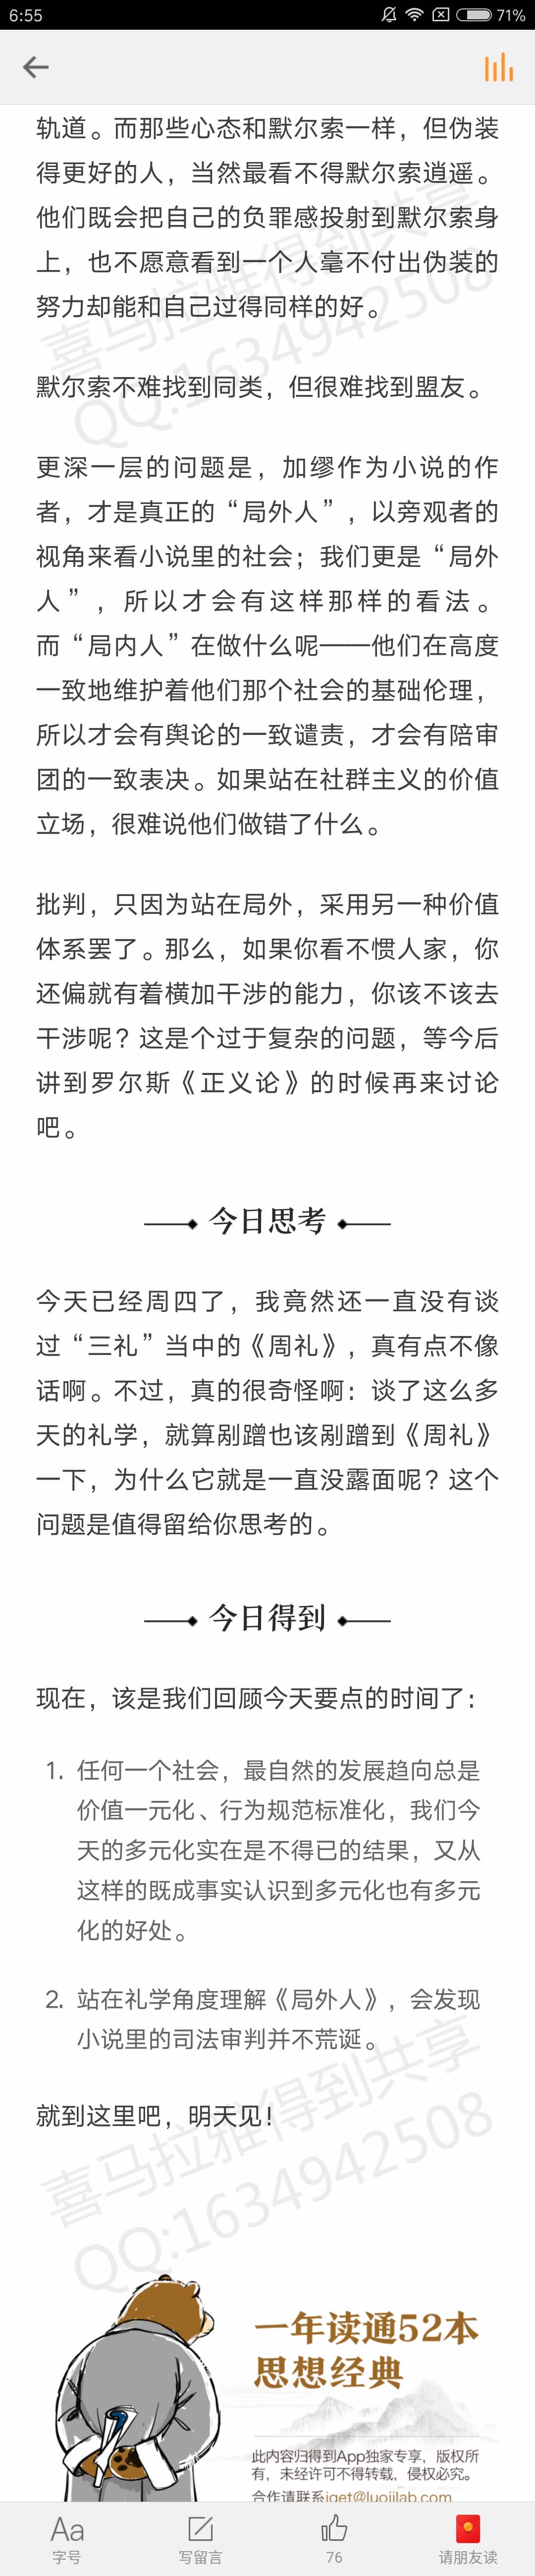 6:55
71%
轨道。而那些心态和默尔索一样，但伪装
得更好的人，当然最看不得默尔索逍遥。
他们既会把自己的负罪感投射到默尔索身
上，也不愿意看到一个人毫不付出伪装的
努力却能和自己过得同样的好。
喜马拉雅得到共享
QQ:1634942508
默尔索不难找到同类，但很难找到盟友。
更深一层的问题是，加缪作为小说的作
者，才是真正的“局外人”，以旁观者的
视角来看小说里的社会；我们更是“局外
人”，所以才会有这样那样的看法。
而“局内人”在做什么呢——他们在高度
一致地维护着他们那个社会的基础伦理，
所以才会有舆论的一致谴责，才会有陪审
团的一致表决。如果站在社群主义的价值
立场，很难说他们做错了什么。
批判，只因为站在局外，采用另一种价值
体系罢了。那么，如果你看不惯人家，你
还偏就有着横加干涉的能力，你该不该去
干涉呢？这是个过于复杂的问题，等今后
讲到罗尔斯《正义论》的时候再来讨论
吧。
今日思考
今天已经周四了，我竟然还一直没有谈
过“三礼”当中的《周礼》，真有点不像
话啊。不过，真的很奇怪啊：谈了这么多
天的礼学，就算剐蹭也该剐蹭到《周礼》
一下，为什么它就是一直没露面呢？这个
问题是值得留给你思考的。
今日得到
现在，该是我们回顾今天要点的时间了：
1. 任何一个社会，最自然的发展趋向总是
价值一元化、行为规范标准化，我们今
天的多元化实在是不得已的结果，又从
这样的既成事实认识到多元化也有多元
化的好处。
2. 站在礼学角度理解《局外人》，会发现
小说里的司法审判并不荒诞。
就到这里吧，明天见！
喜马拉雅得到共享
QQ:1634942508
一年读通52本
思想经典
此内容归得到App独家专享，版权所
有，未经许可不得转载，侵权必究。
合作请联系iget@luojilab.com
Aa
字号
写留言
76
请朋友读